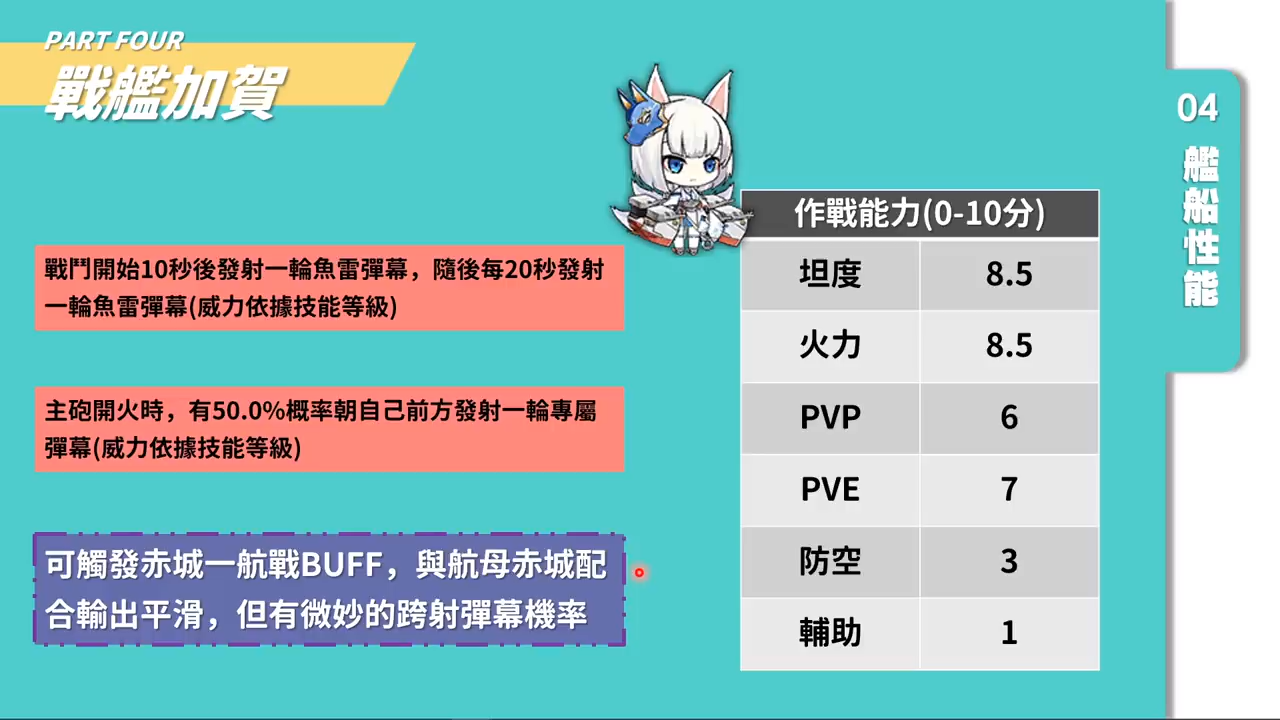 PART FOUR
戰艦加賀
戰鬥開始10秒後發射一輪魚雷彈幕，隨後每20秒發射
一輪魚雷彈幕(威力依據技能等級)
主砲開火時，有50.0%概率朝自己前方發射一輪專屬
彈幕(威力依據技能等級)
可觸發赤城一航戰BUFF，與航母赤城配
合輸出平滑，但有微妙的跨射彈幕機率
作戰能力(0-10分)
坦度 8.5
火力 8.5
PVP 6
PVE 7
防空 3
輔助 1
04
艦船性能